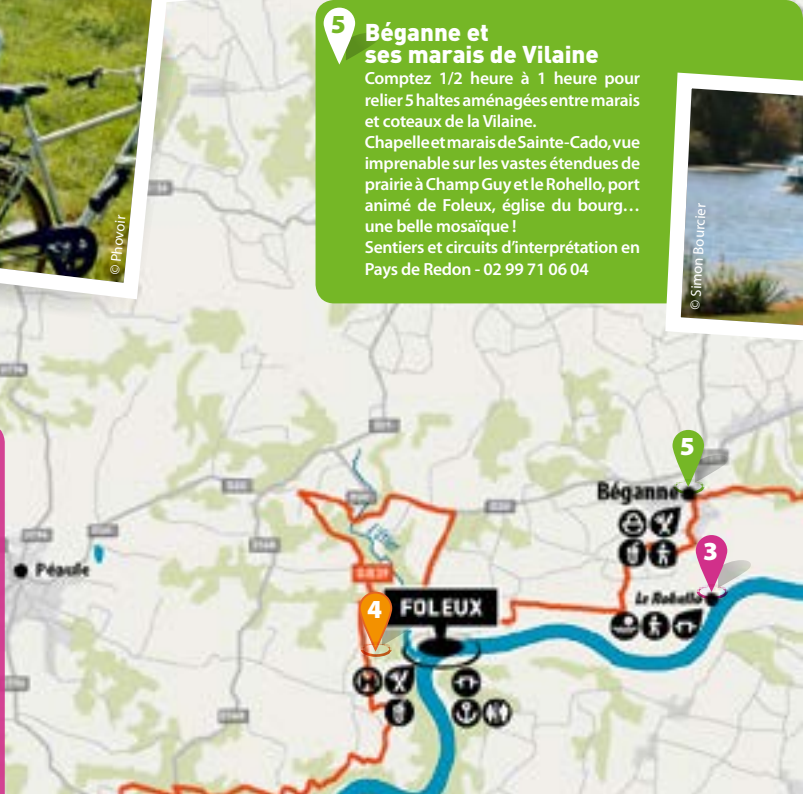 5
Béganne et
ses marais de Vilaine
Comptez 1/2 heure à 1 heure pour
relier 5 haltes aménagées entre marais
et coteaux de la Vilaine.
Chapelle et marais de Sainte-Cado, vue
imprenable sur les vastes étendues de
prairie à Champ Guy et le Rohello, port
animé de Foleux, église du bourg…
une belle mosaïque !
Sentiers et circuits d'interprétation en
Pays de Redon - 02 99 71 06 04
© Phovoir
© Simon Bourcier
5
Béganne
3
Le Rohello
Péaule
4
FOLEUX